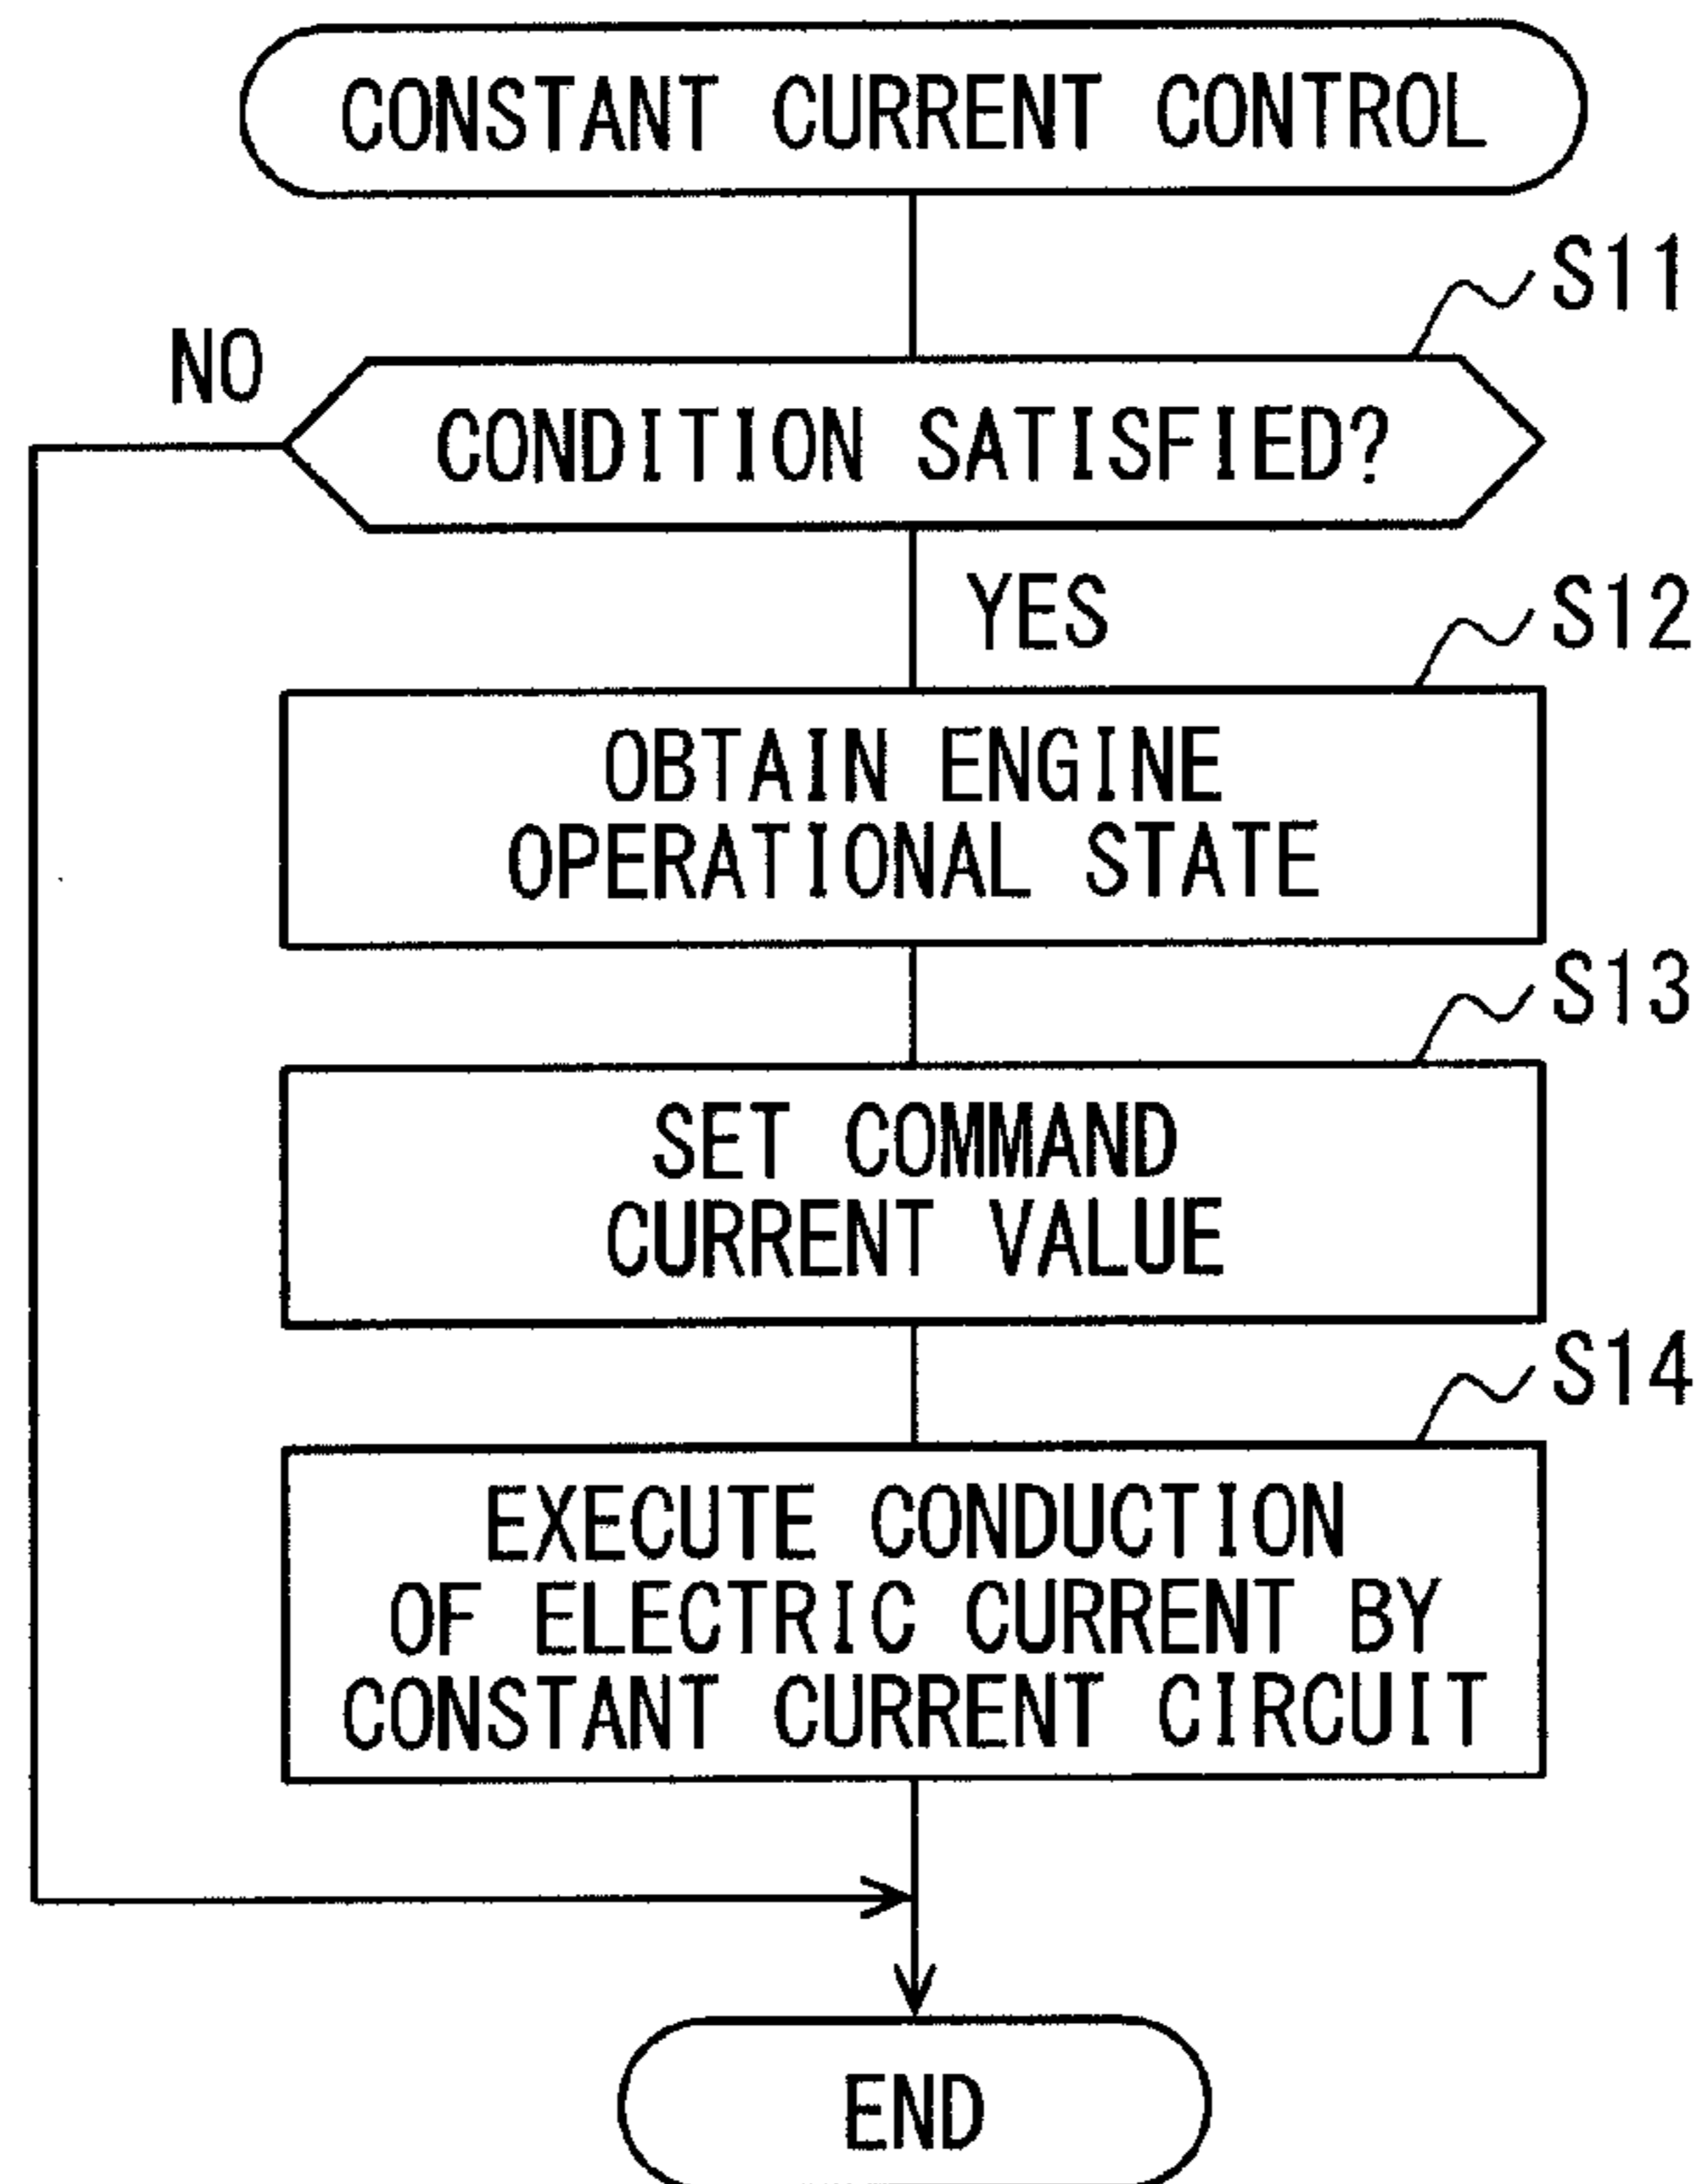 CONSTANT CURRENT CONTROL
S11
NO
CONDITION SATISFIED?
YES
S12
OBTAIN ENGINE
OPERATIONAL STATE
S13
SET COMMAND
CURRENT VALUE
S14
EXECUTE CONDUCTION
OF ELECTRIC CURRENT BY
CONSTANT CURRENT CIRCUIT
END